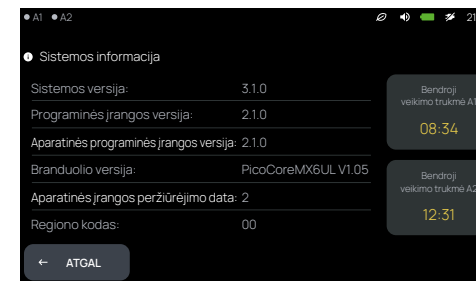 A1 A2 21
Sistemos informacija
Sistemos versija: 3.1.0
Programinės įrangos versija: 2.1.0
Aparatinės programinės įrangos versija: 2.1.0
Branduolio versija: PicoCoreMX6UL V1.05
Aparatinės įrangos peržiūrėjimo data: 2
Regiono kodas: 00
ATGAL
Bendroji
veikimo trukmė A1
08:34
Bendroji
veikimo trukmė A2
12:31